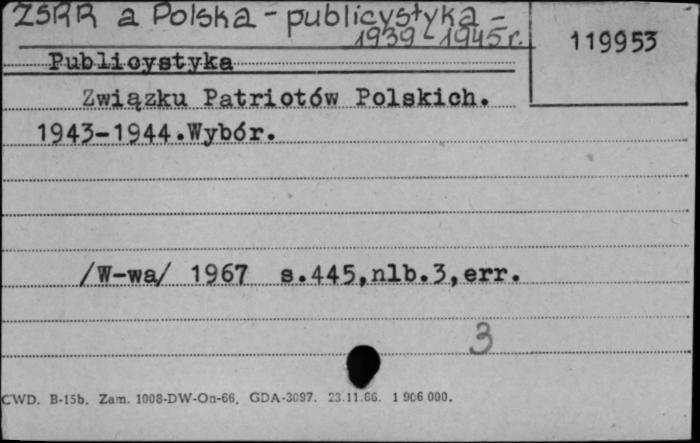 ZSRR a Polska - publicystyka -
1939-1945r.
119953
Publicystyka
Związku Patriotów Polskich.
1943-1944.Wybór.
/W-wa/ 1967 s.445,nlb.3,err.
3
CWD. B-15b. Zam. 1008-DW-On-66. GDA-3097. 23.11.66. 1 906 000.